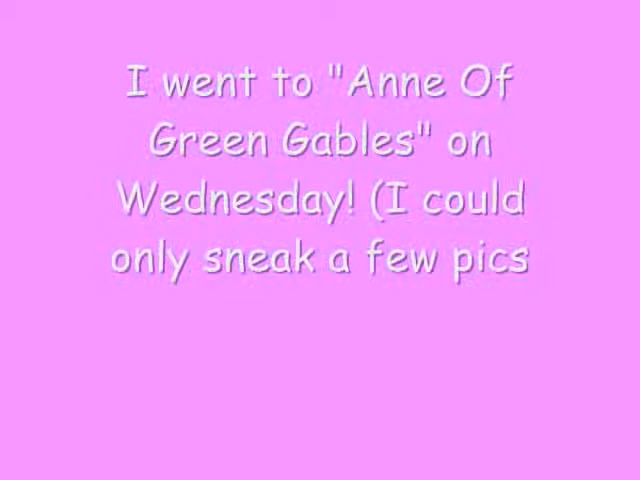 I went to "Anne Of
Green Gables" on
Wednesday! (I could
only sneak a few pics